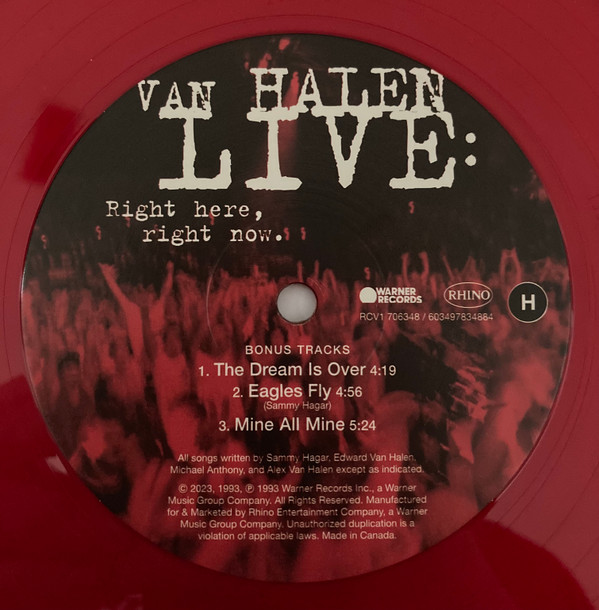 VAN HALEN
LIVE:
Right here,
right now.
WARNER
RECORDS
RHINO
H
RCV1 706348 / 603497834884
BONUS TRACKS
1. The Dream Is Over 4:19
2. Eagles Fly 4:56
(Sammy Hagar)
3. Mine All Mine 5:24
All songs written by Sammy Hagar, Edward Van Halen,
Michael Anthony, and Alex Van Halen except as indicated.
© 2023, 1993, ℗ 1993 Warner Records Inc., a Warner
Music Group Company. All Rights Reserved. Manufactured
for & Marketed by Rhino Entertainment Company, a Warner
Music Group Company. Unauthorized duplication is a
violation of applicable laws. Made in Canada.